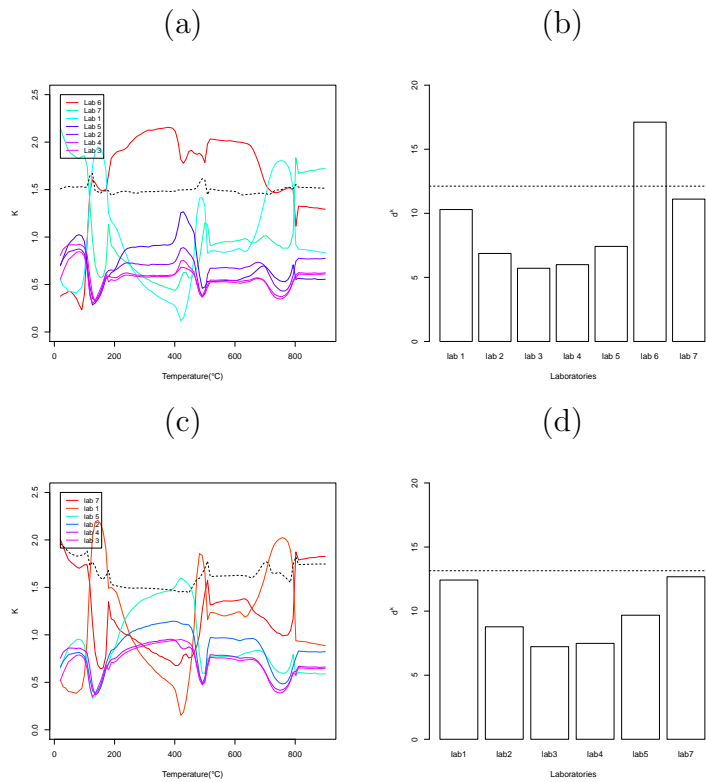 (a)
(b)
2.5
2.0
1.5
1.0
0.5
0.0
K
Lab 6
Lab 7
Lab 1
Lab 5
Lab 2
Lab 4
Lab 3
0
200
400
600
800
Temperature(°C)
20
15
10
5
0
d^k
lab 1
lab 2
lab 3
lab 4
lab 5
lab 6
lab 7
Laboratories
(c)
(d)
2.5
2.0
1.5
1.0
0.5
0.0
K
lab 7
lab 1
lab 5
lab 2
lab 4
lab 3
0
200
400
600
800
Temperature(°C)
20
15
10
5
0
d^k
lab1
lab2
lab3
lab4
lab5
lab7
Laboratories